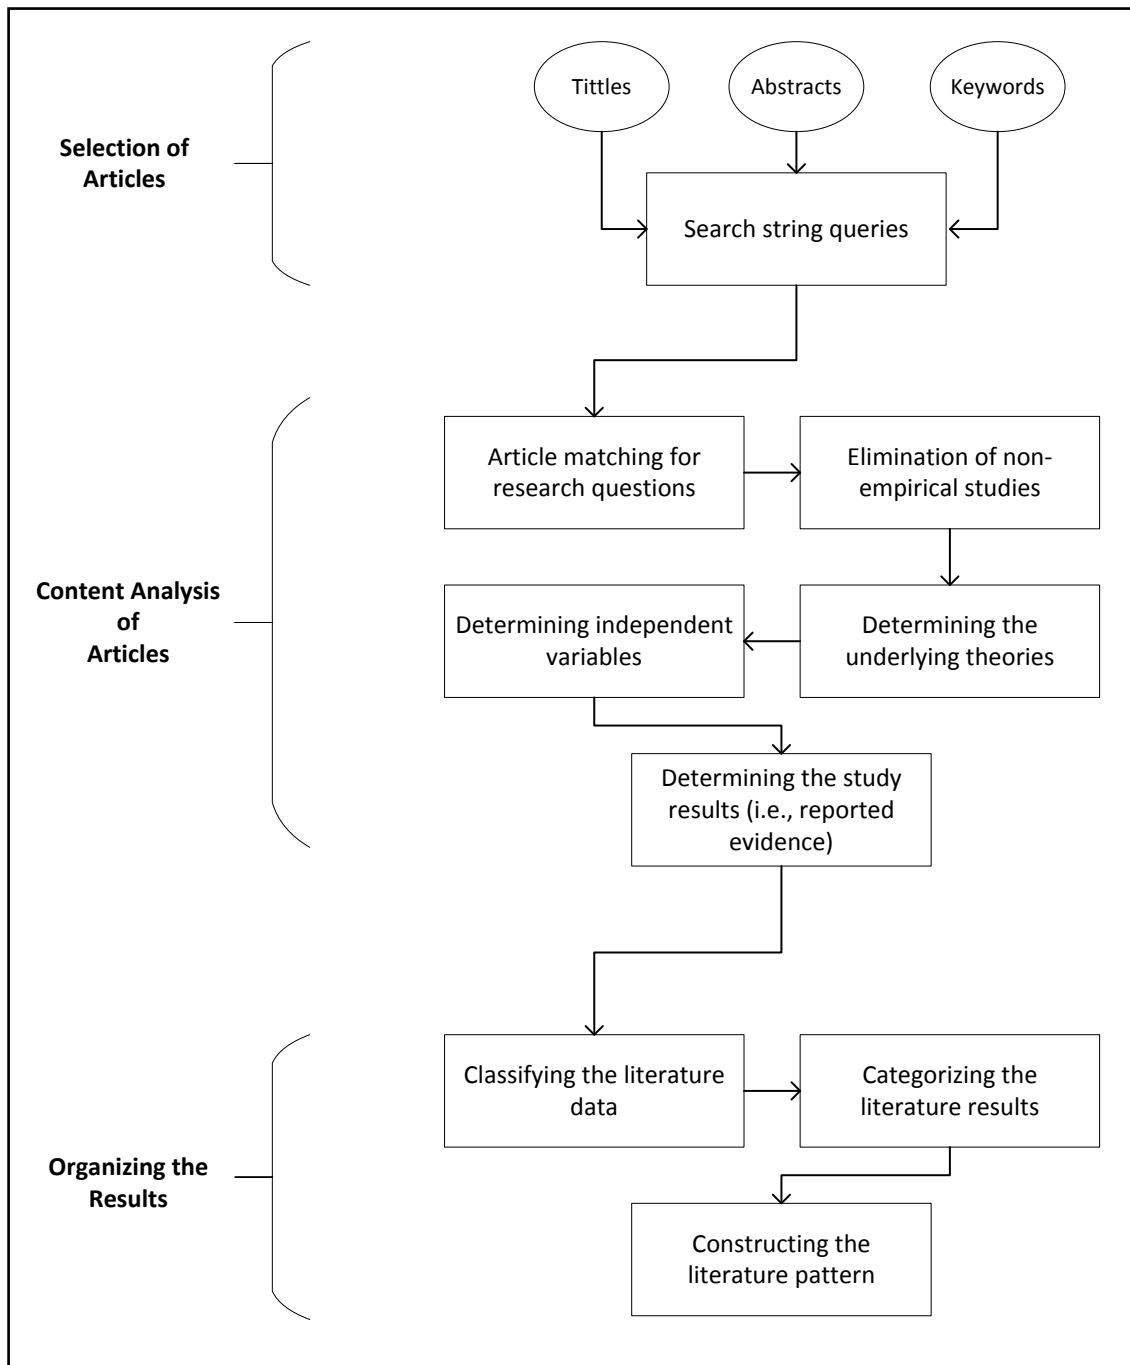 Tittles
Abstracts
Keywords
Selection of
Articles
Search string queries
Article matching for
research questions
Elimination of non-
empirical studies
Content Analysis
of
Articles
Determining independent
variables
Determining the
underlying theories
Determining the study
results (i.e., reported
evidence)
Classifying the literature
data
Categorizing the
literature results
Organizing the
Results
Constructing the
literature pattern